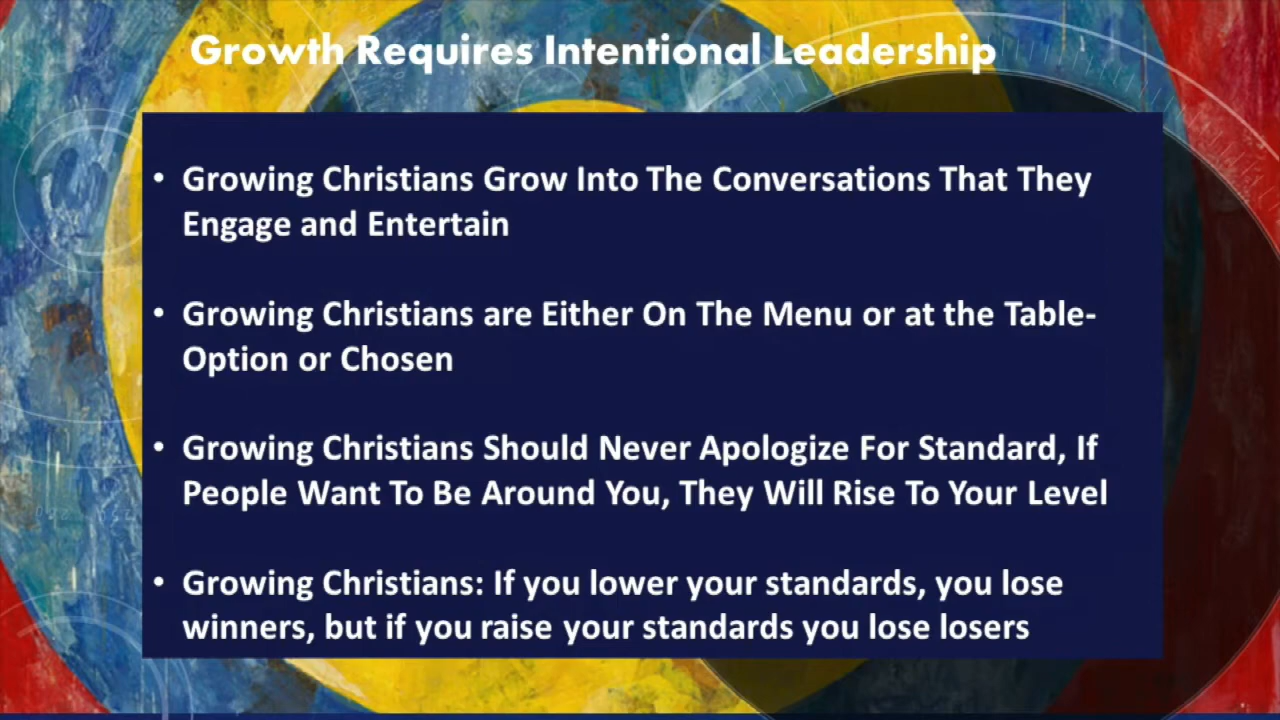 Growth Requires Intentional Leadership
• Growing Christians Grow Into The Conversations That They
Engage and Entertain
• Growing Christians are Either On The Menu or at the Table-
Option or Chosen
• Growing Christians Should Never Apologize For Standard, If
People Want To Be Around You, They Will Rise To Your Level
• Growing Christians: If you lower your standards, you lose
winners, but if you raise your standards you lose losers